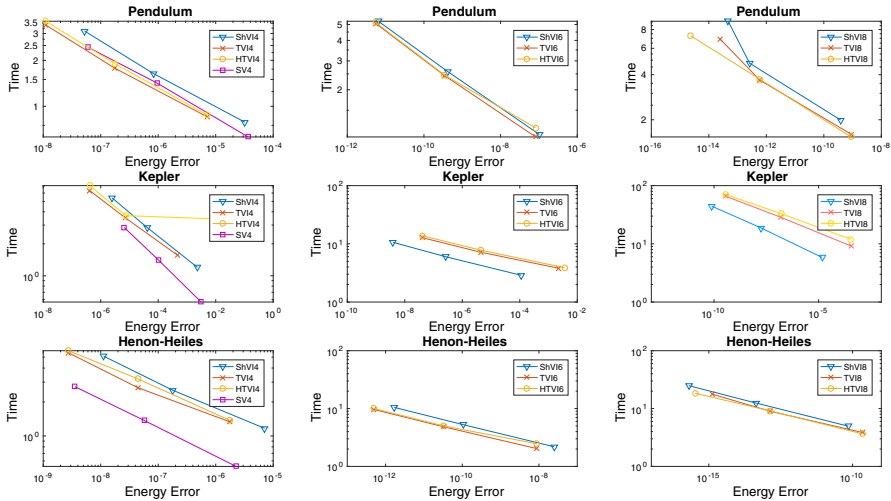 Pendulum
Time
3.5
3
2.5
2
1.5
1
ShVI4
TVI4
HTVI4
SV4
10^-8 10^-7 10^-6 10^-5 10^-4
Energy Error
Pendulum
Time
5
4
3
2
ShVI6
TVI6
HTVI6
10^-12 10^-10 10^-8 10^-6
Energy Error
Pendulum
Time
8
6
4
2
ShVI8
TVI8
HTVI8
10^-16 10^-14 10^-12 10^-10 10^-8
Energy Error
Kepler
Time
10^0
ShVI4
TVI4
HTVI4
SV4
10^-8 10^-6 10^-4 10^-2 10^0
Energy Error
Kepler
Time
10^2
10^1
10^0
ShVI6
TVI6
HTVI6
10^-10 10^-8 10^-6 10^-4 10^-2
Energy Error
Kepler
Time
10^2
10^1
10^0
ShVI8
TVI8
HTVI8
10^-10 10^-5
Energy Error
Henon-Heiles
Time
10^0
ShVI4
TVI4
HTVI4
SV4
10^-9 10^-8 10^-7 10^-6 10^-5
Energy Error
Henon-Heiles
Time
10^2
10^1
10^0
ShVI6
TVI6
HTVI6
10^-12 10^-10 10^-8
Energy Error
Henon-Heiles
Time
10^2
10^1
10^0
ShVI8
TVI8
HTVI8
10^-15 10^-10
Energy Error